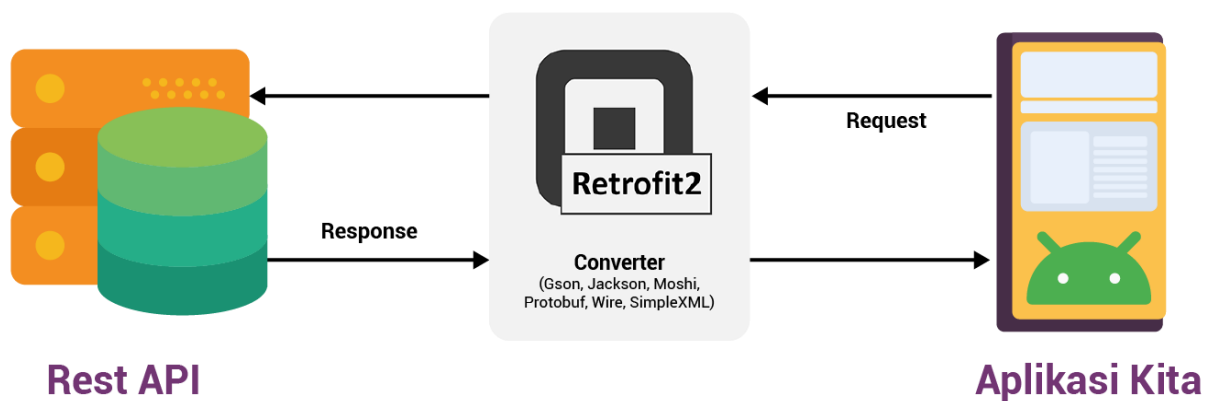 Request
Retrofit2
Response
Converter
(Gson, Jackson, Moshi,
Protobuf, Wire, SimpleXML)
Rest API
Aplikasi Kita